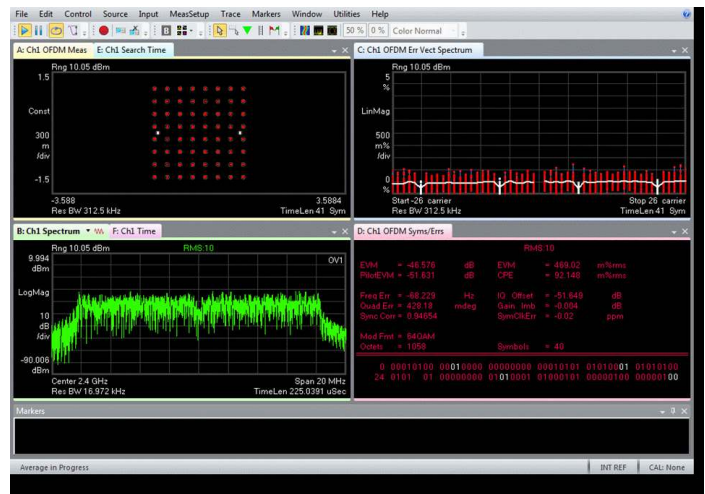 File Edit Control Source Input MeasSetup Trace Markers Window Utilities Help
50 % 0 % Color Normal
A: Ch1 OFDM Meas E: Ch1 Search Time
Rng 10.05 dBm
1.5
Const
300
m
/div
-1.5
-3.588 3.5884
Res BW 312.5 kHz TimeLen 41 Sym
C: Ch1 OFDM Err Vect Spectrum
Rng 10.05 dBm
5
%
LinMag
500
m%
/div
0
%
Start -26 carrier Stop 26 carrier
Res BW 312.5 kHz TimeLen 41 Sym
B: Ch1 Spectrum F: Ch1 Time
Rng 10.05 dBm RMS:10
9.994 OV1
dBm
LogMag
10
dB
/div
-90.006
dBm
Center 2.4 GHz Span 20 MHz
Res BW 16.972 kHz TimeLen 225.0391 uSec
D: Ch1 OFDM Syms/Errs
RMS:10
EVM = -46.576 dB EVM = 469.02 m%rms
PilotEVM = -51.631 dB CPE = 92.148 m%rms
Freq Err = -68.229 Hz IQ Offset = -51.649 dB
Quad Err = 428.18 mdeg Gain Imb = -0.004 dB
Sync Corr = 0.94654 SymClkErr = -0.02 ppm
Mod Fmt = 64QAM
Octets = 1058 Symbols = 40
0 00010100 00010000 00000000 00010101 01010001 01010100
24 0101 01 00000000 01010001 01000101 00000100 00000100
Markers
Average in Progress INT REF CAL: None